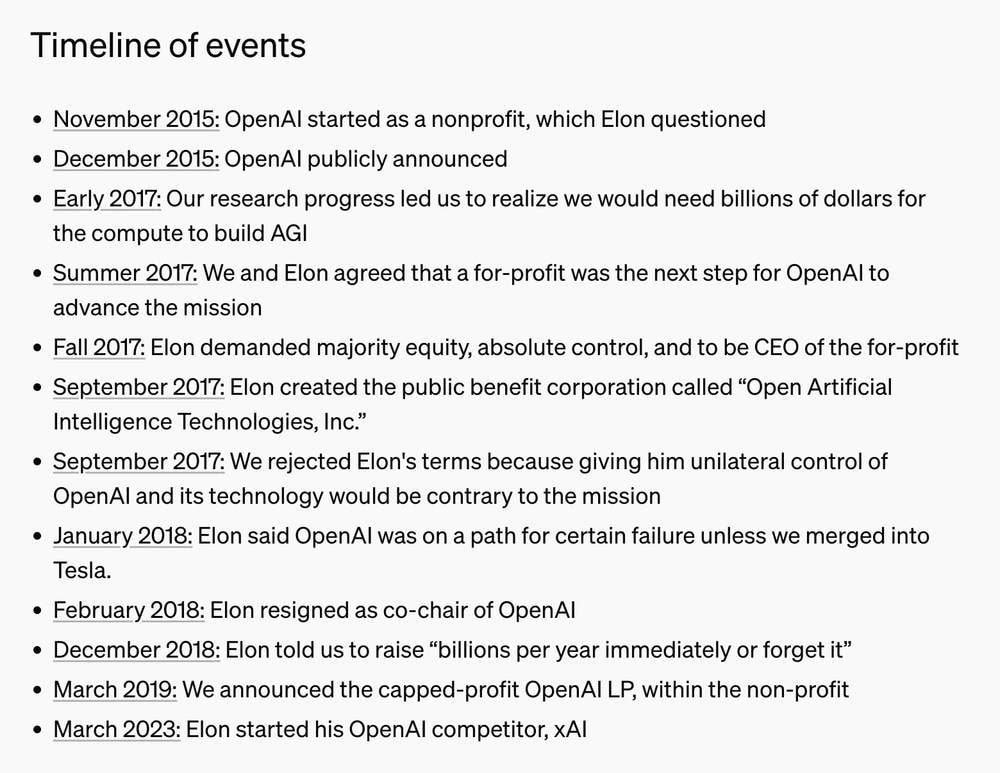 Timeline of events
• November 2015: OpenAI started as a nonprofit, which Elon questioned
• December 2015: OpenAI publicly announced
• Early 2017: Our research progress led us to realize we would need billions of dollars for
the compute to build AGI
• Summer 2017: We and Elon agreed that a for-profit was the next step for OpenAI to
advance the mission
• Fall 2017: Elon demanded majority equity, absolute control, and to be CEO of the for-profit
• September 2017: Elon created the public benefit corporation called “Open Artificial
Intelligence Technologies, Inc.”
• September 2017: We rejected Elon's terms because giving him unilateral control of
OpenAI and its technology would be contrary to the mission
• January 2018: Elon said OpenAI was on a path for certain failure unless we merged into
Tesla.
• February 2018: Elon resigned as co-chair of OpenAI
• December 2018: Elon told us to raise “billions per year immediately or forget it”
• March 2019: We announced the capped-profit OpenAI LP, within the non-profit
• March 2023: Elon started his OpenAI competitor, xAI